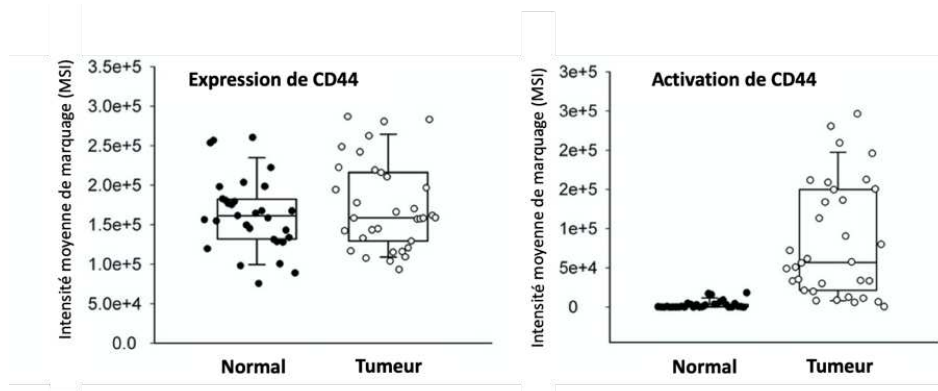 Intensité moyenne de marquage (MSI)
3.5e+5
3.0e+5
2.5e+5
2.0e+5
1.5e+5
1.0e+5
5.0e+4
0.0
Expression de CD44
Normal
Tumeur
Intensité moyenne de marquage (MSI)
3e+5
3e+5
2e+5
2e+5
1e+5
5e+4
0
Activation de CD44
Normal
Tumeur